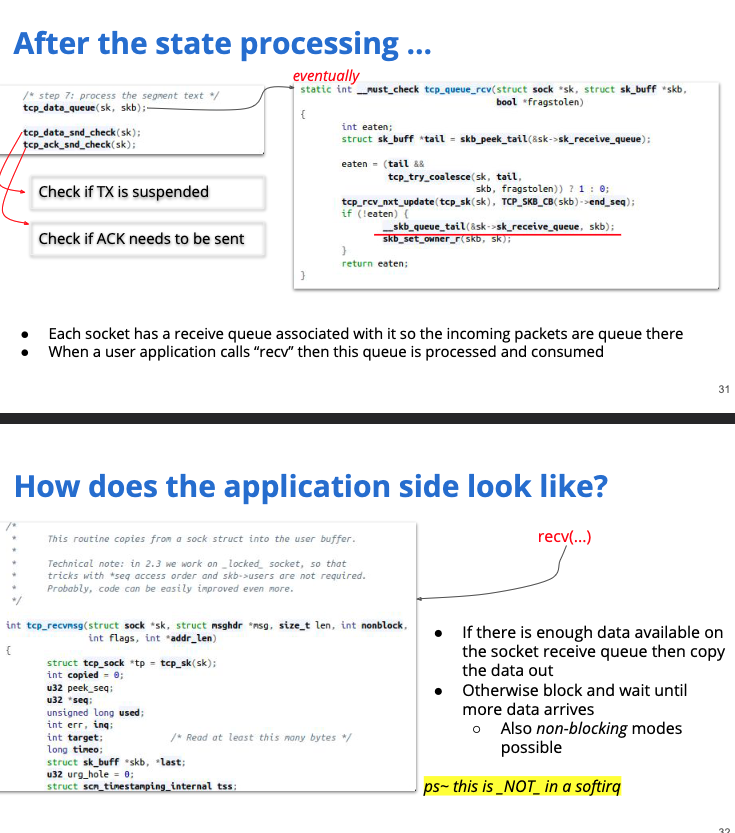 After the state processing ...
eventually
/* step 7: process the segment text */
tcp_data_queue(sk, skb);
tcp_data_snd_check(sk);
tcp_ack_snd_check(sk);
Check if TX is suspended
Check if ACK needs to be sent
static int __must_check tcp_queue_rcv(struct sock *sk, struct sk_buff *skb,
bool *fragstolen)
{
int eaten;
struct sk_buff *tail = skb_peek_tail(&sk->sk_receive_queue);
eaten = (tail &&
tcp_try_coalesce(sk, tail,
skb, fragstolen)) ? 1 : 0;
tcp_rcv_nxt_update(tcp_sk(sk), TCP_SKB_CB(skb)->end_seq);
if (!eaten) {
__skb_queue_tail(&sk->sk_receive_queue, skb);
skb_set_owner_r(skb, sk);
}
return eaten;
}
● Each socket has a receive queue associated with it so the incoming packets are queue there
● When a user application calls “recv” then this queue is processed and consumed
31
How does the application side look like?
/*
* This routine copies from a sock struct into the user buffer.
*
* Technical note: in 2.3 we work on _locked_ socket, so that
* tricks with *seq access order and skb->users are not required.
* Probably, code can be easily improved even more.
*/
int tcp_recvmsg(struct sock *sk, struct msghdr *msg, size_t len, int nonblock,
int flags, int *addr_len)
{
struct tcp_sock *tp = tcp_sk(sk);
int copied = 0;
u32 peek_seq;
u32 *seq;
unsigned long used;
int err, inq;
int target; /* Read at least this many bytes */
long timeo;
struct sk_buff *skb, *last;
u32 urg_hole = 0;
struct scm_timestamping_internal tss;
recv(...)
● If there is enough data available on
the socket receive queue then copy
the data out
● Otherwise block and wait until
more data arrives
○ Also non-blocking modes
possible
ps~ this is _NOT_ in a softirq
32